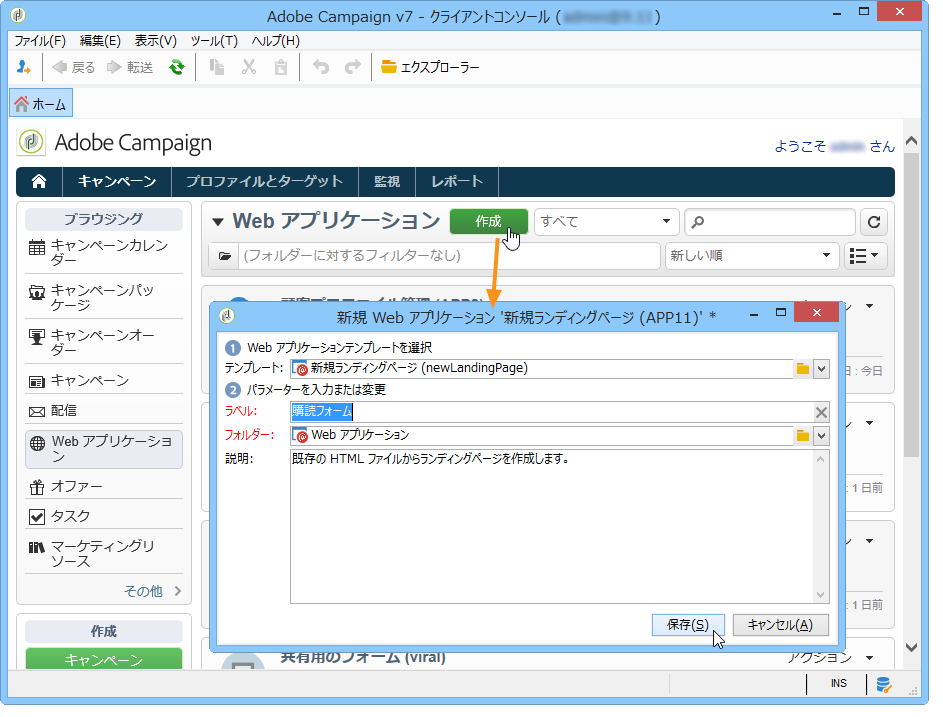 Adobe Campaign v7 - クライアントコンソール (
ファイル(F) 編集(E) 表示(V) ツール(T) ヘルプ(H)
戻る 転送 エクスプローラー
ホーム
Adobe Campaign
ようこそ さん
キャンペーン プロファイルとターゲット 監視 レポート
ブラウジング
キャンペーンカレンダー
キャンペーンパッケージ
キャンペーンオーダー
キャンペーン
配信
Web アプリケーション
オファー
タスク
マーケティングリソース
その他
作成
キャンペーン
Web アプリケーション 作成 すべて
(フォルダーに対するフィルターなし) 新しい順
: 今日
新規 Web アプリケーション '新規ランディングページ (APP11)' *
1 Web アプリケーションテンプレートを選択
テンプレート: 新規ランディングページ (newLandingPage)
2 パラメーターを入力または変更
ラベル: 購読フォーム
フォルダー: Web アプリケーション
説明: 既存の HTML ファイルからランディングページを作成します。
: 1 日前
: 1 日前
保存(S) キャンセル(A)
共有用のフォーム (viral) アクション
INS